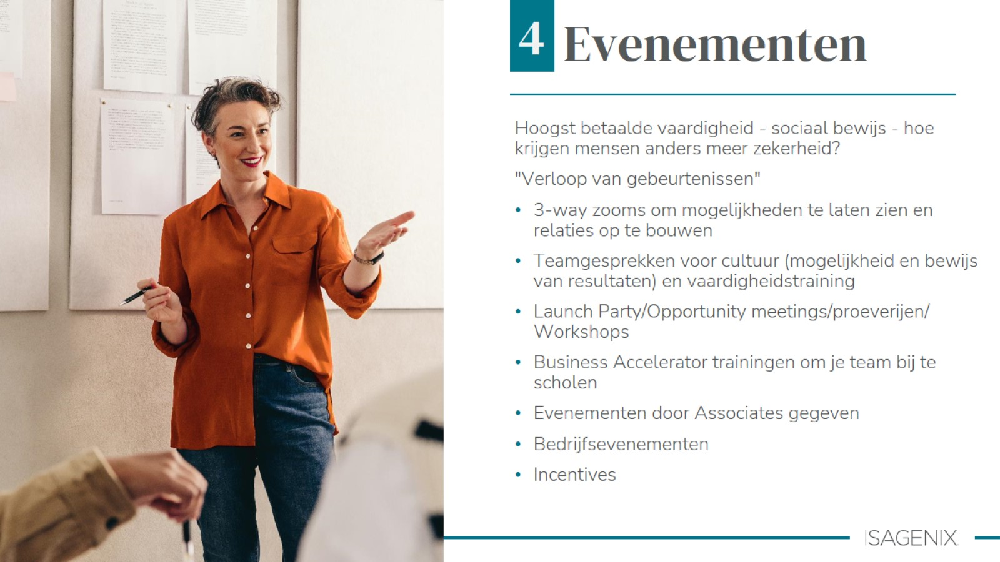 4 Evenementen
Hoogst betaalde vaardigheid - sociaal bewijs - hoe
krijgen mensen anders meer zekerheid?
"Verloop van gebeurtenissen"
• 3-way zooms om mogelijkheden te laten zien en
relaties op te bouwen
• Teamgesprekken voor cultuur (mogelijkheid en bewijs
van resultaten) en vaardigheidstraining
• Launch Party/Opportunity meetings/proeverijen/
Workshops
• Business Accelerator trainingen om je team bij te
scholen
• Evenementen door Associates gegeven
• Bedrijfsevenementen
• Incentives
ISAGENIX